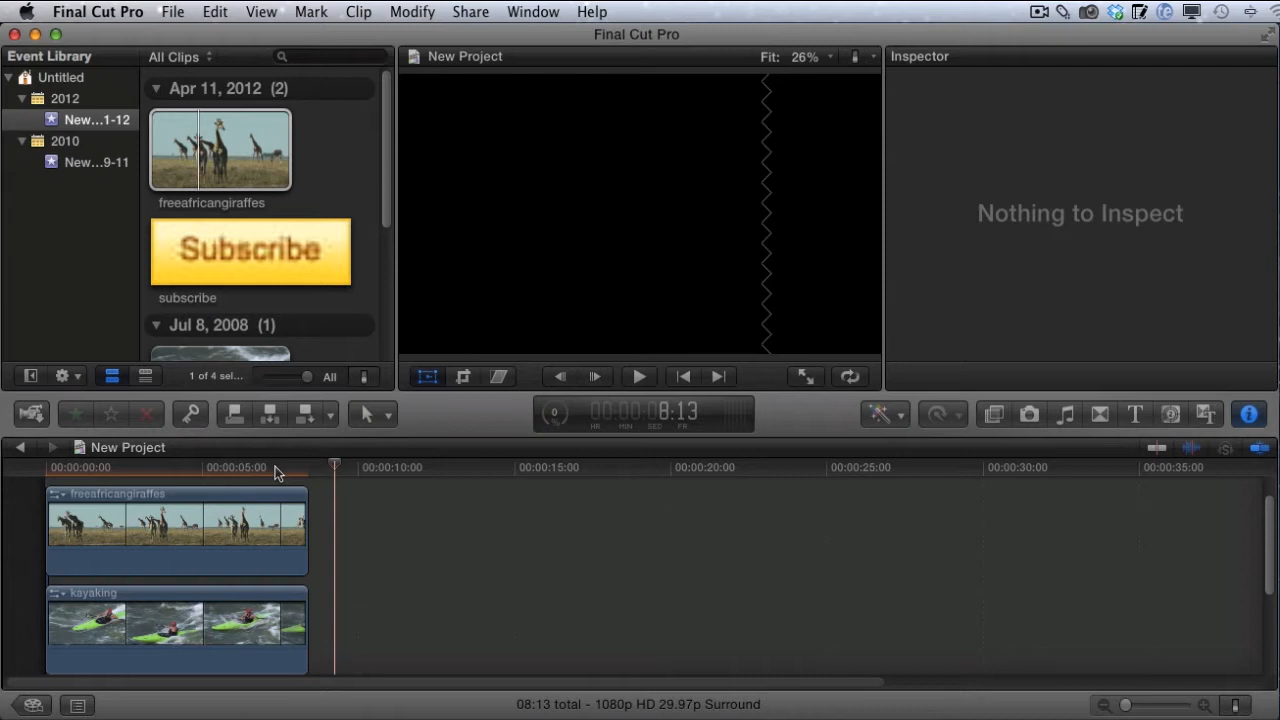 Final Cut Pro File Edit View Mark Clip Modify Share Window Help
Final Cut Pro
Event Library All Clips New Project Fit: 26% Inspector
Untitled
2012
New...1-12
2010
New...9-11
Apr 11, 2012 (2)
freeafricangiraffes
Subscribe
subscribe
Jul 8, 2008 (1)
Nothing to Inspect
1 of 4 sel... All
0 00:00:08:13
HR MIN SEC FR
New Project
00:00:00:00 00:00:05:00 00:00:10:00 00:00:15:00 00:00:20:00 00:00:25:00 00:00:30:00 00:00:35:00
freeafricangiraffes
kayaking
08:13 total - 1080p HD 29.97p Surround